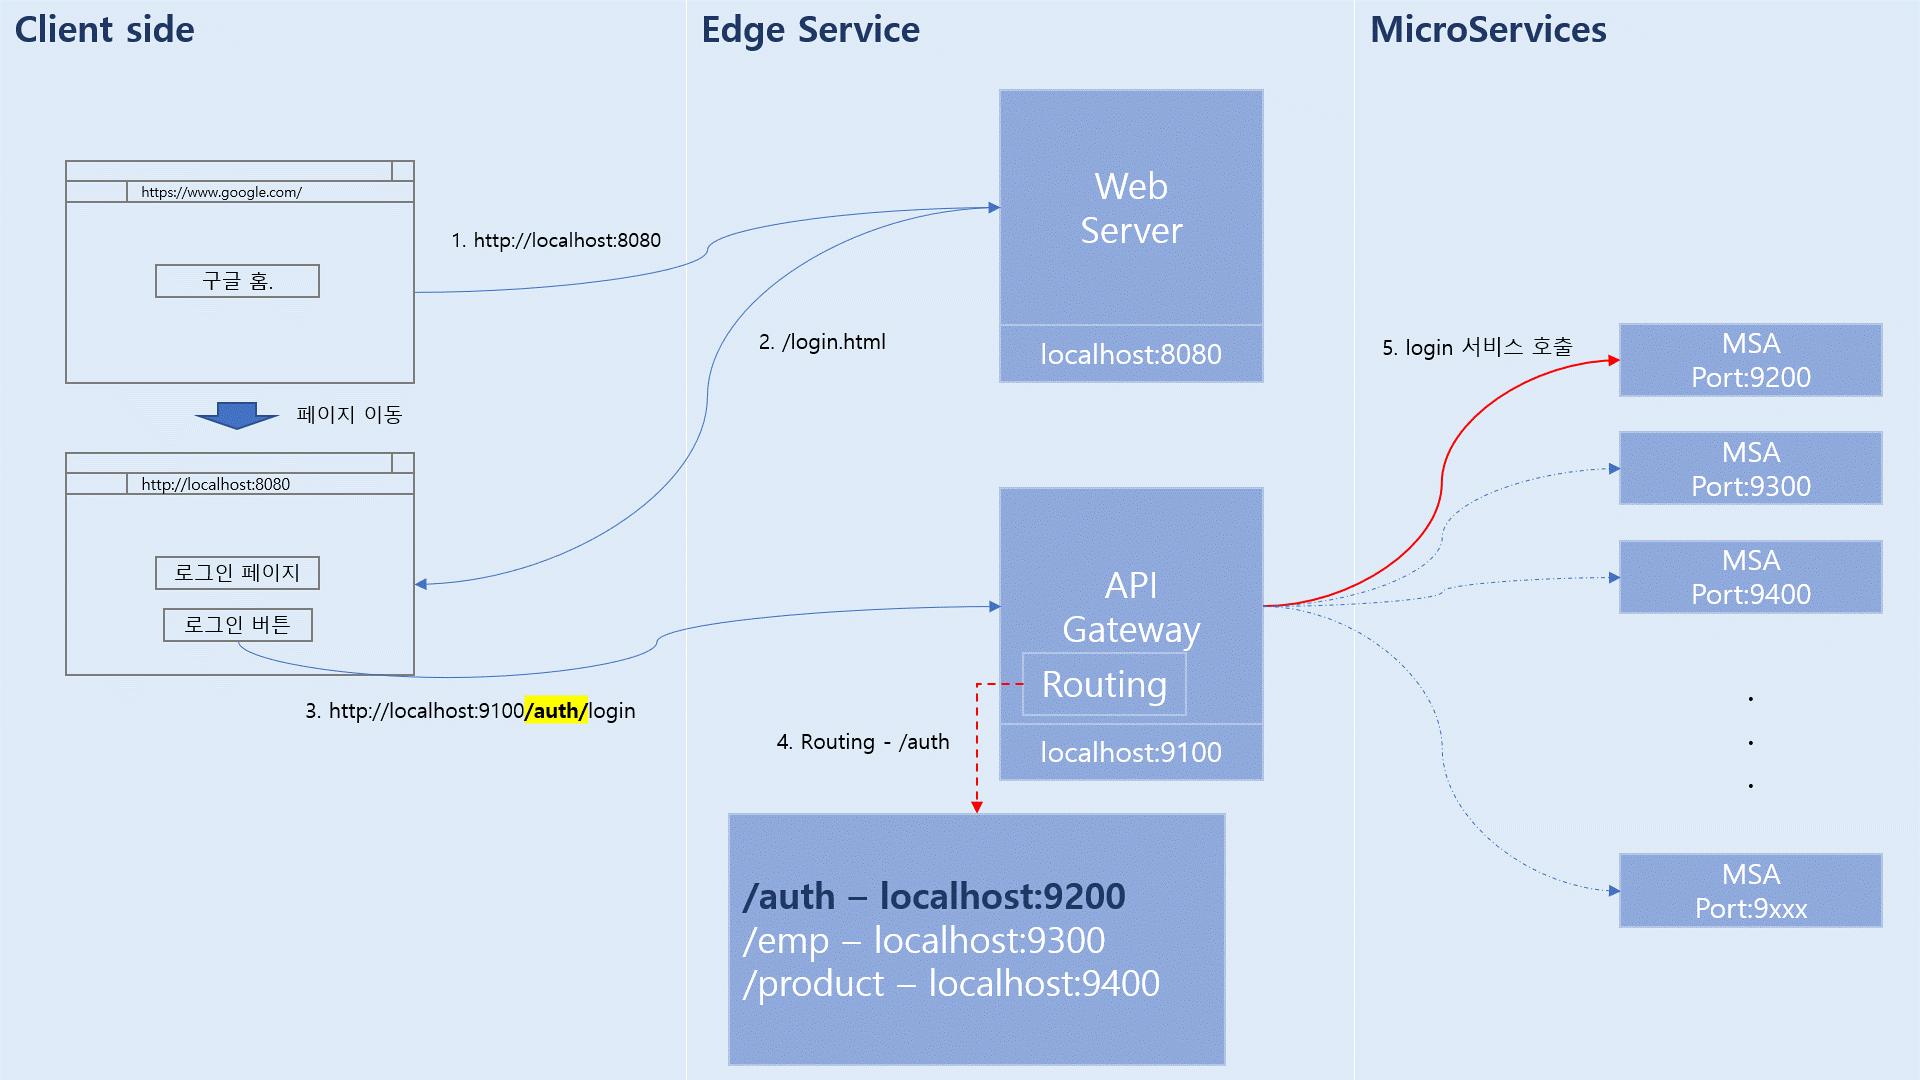 Client side
Edge Service
MicroServices
https://www.google.com/
구글 홈.
1. http://localhost:8080
페이지 이동
http://localhost:8080
로그인 페이지
로그인 버튼
2. /login.html
3. http://localhost:9100/auth/login
Web
Server
localhost:8080
API
Gateway
Routing
localhost:9100
4. Routing - /auth
/auth – localhost:9200
/emp – localhost:9300
/product – localhost:9400
5. login 서비스 호출
MSA
Port:9200
MSA
Port:9300
MSA
Port:9400
.
.
.
MSA
Port:9xxx